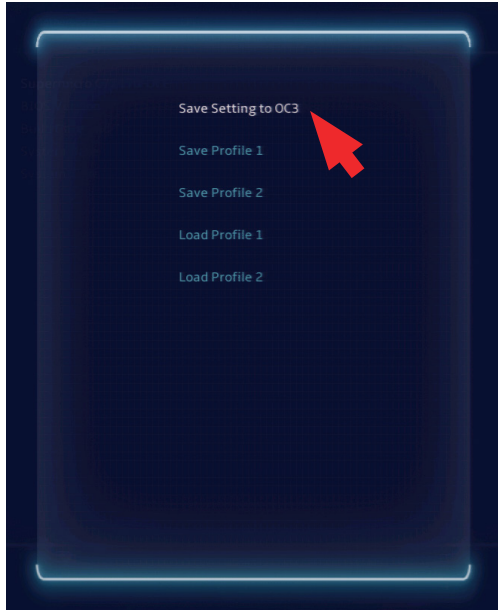 Save Setting to OC3
Save Profile 1
Save Profile 2
Load Profile 1
Load Profile 2